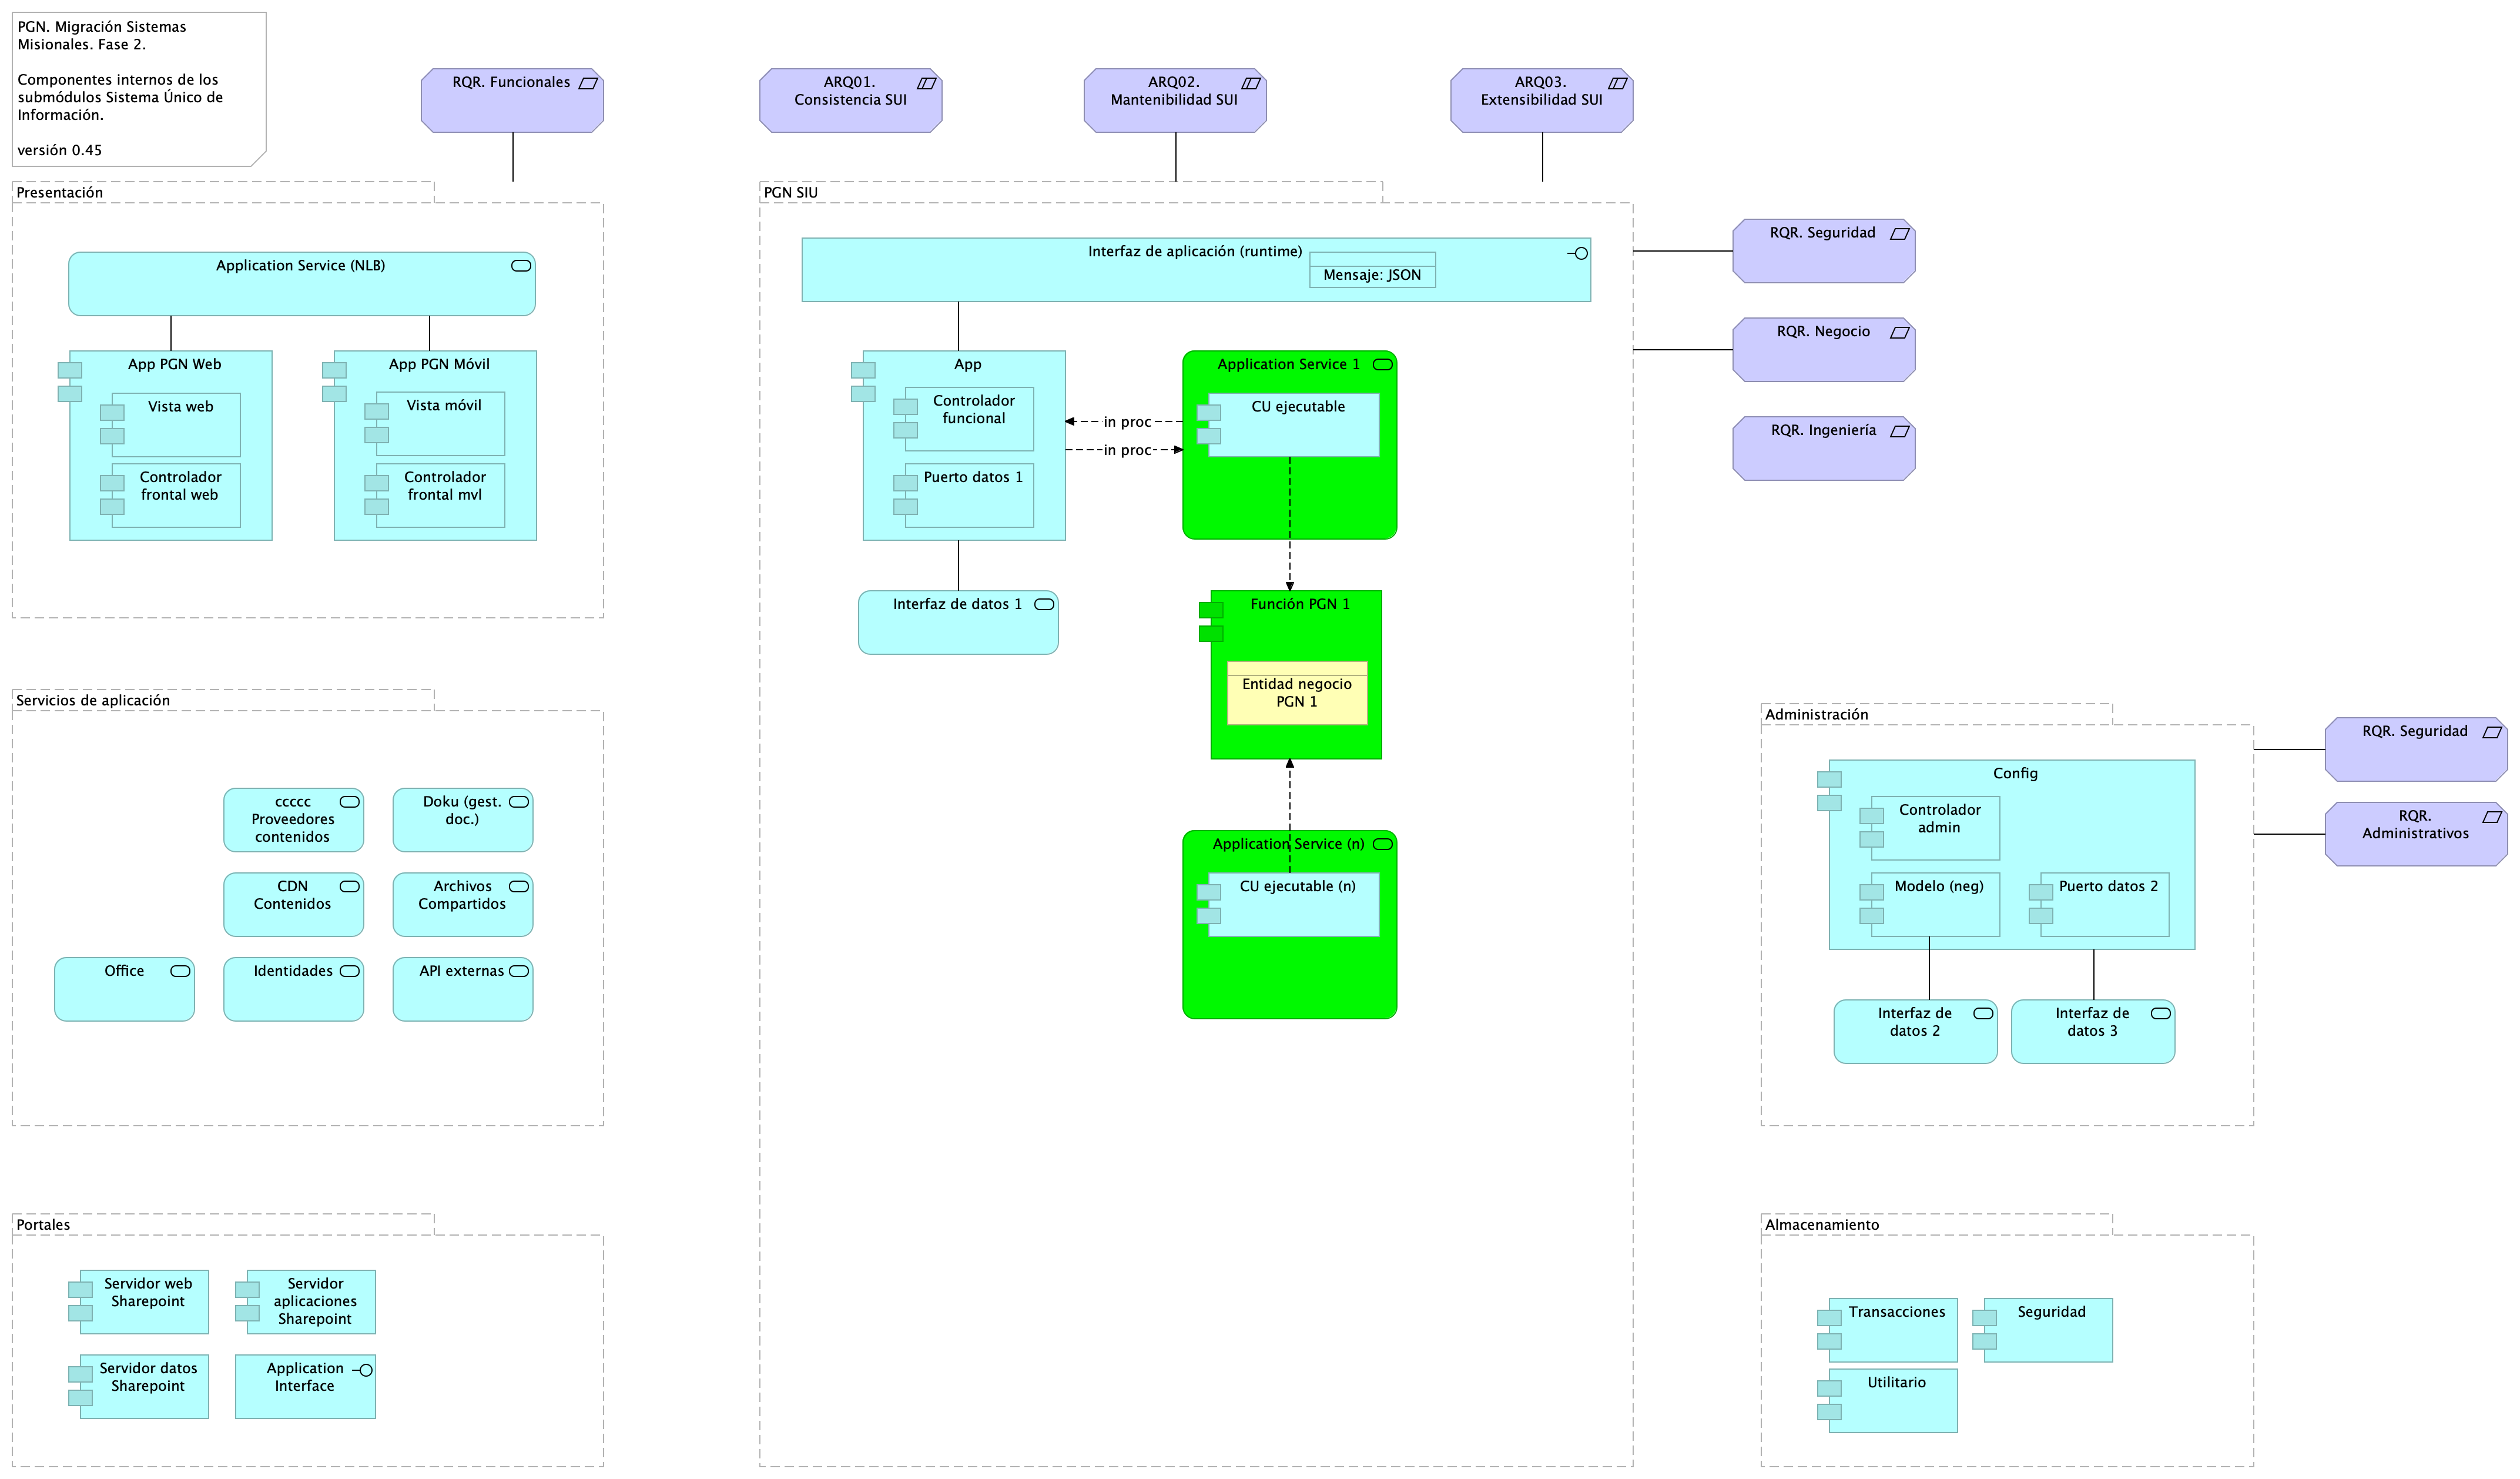 PGN. Migración Sistemas
Misionales. Fase 2.
Componentes internos de los
submódulos Sistema Único de
Información.
versión 0.45
RQR. Funcionales
ARQ01.
Consistencia SUI
ARQ02.
Mantenibilidad SUI
ARQ03.
Extensibilidad SUI
Presentación
Application Service (NLB)
App PGN Web
Vista web
Controlador
frontal web
App PGN Móvil
Vista móvil
Controlador
frontal mvl
PGN SIU
Interfaz de aplicación (runtime)
Mensaje: JSON
App
Controlador
funcional
Puerto datos 1
in proc
in proc
Application Service 1
CU ejecutable
Interfaz de datos 1
Función PGN 1
Entidad negocio
PGN 1
Application Service (n)
CU ejecutable (n)
RQR. Seguridad
RQR. Negocio
RQR. Ingeniería
Servicios de aplicación
ccccc
Proveedores
contenidos
Doku (gest.
doc.)
CDN
Contenidos
Archivos
Compartidos
Office
Identidades
API externas
Administración
Config
Controlador
admin
Modelo (neg)
Puerto datos 2
Interfaz de
datos 2
Interfaz de
datos 3
RQR. Seguridad
RQR.
Administrativos
Portales
Servidor web
Sharepoint
Servidor
aplicaciones
Sharepoint
Servidor datos
Sharepoint
Application
Interface
Almacenamiento
Transacciones
Seguridad
Utilitario